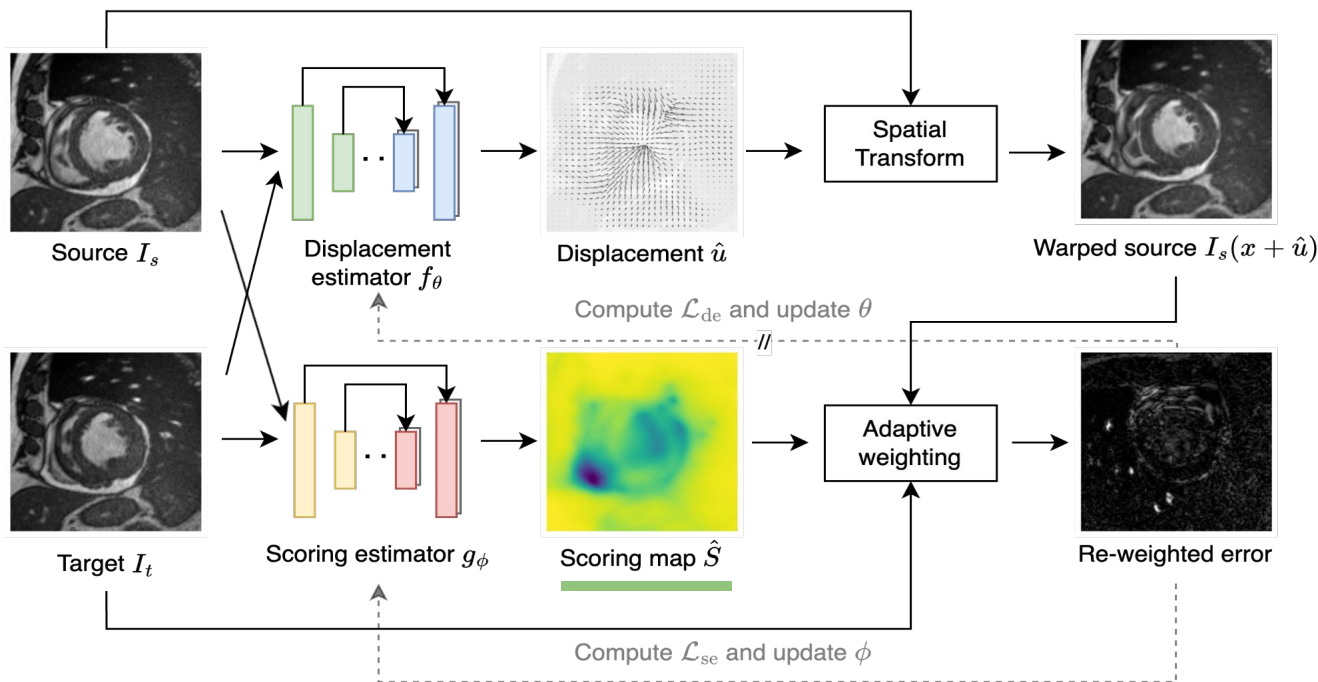 Source $I_s$
Displacement
estimator $f_\theta$
Displacement $\hat{u}$
Spatial
Transform
Warped source $I_s(x + \hat{u})$
Compute $\mathcal{L}_{\mathrm{de}}$ and update $\theta$
//
Target $I_t$
Scoring estimator $g_\phi$
Scoring map $\hat{S}$
Adaptive
weighting
Re-weighted error
Compute $\mathcal{L}_{\mathrm{se}}$ and update $\phi$